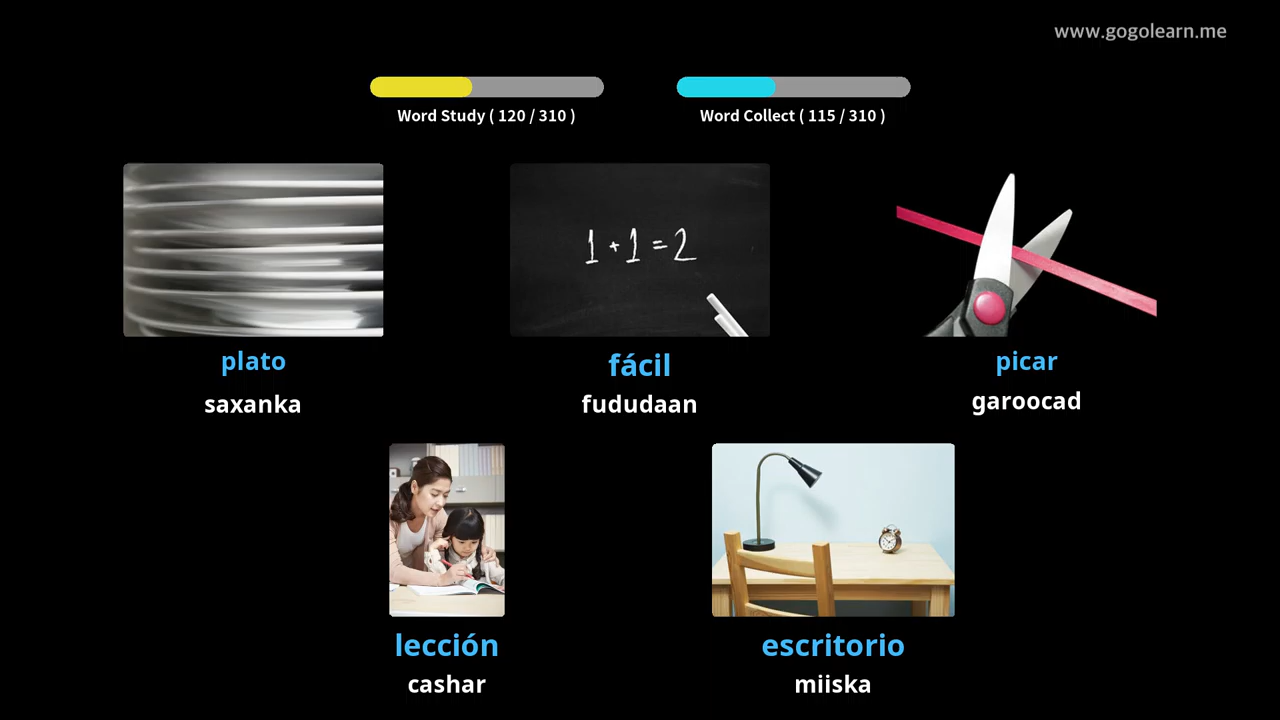 www.gogolearn.me
Word Study ( 120 / 310 )
Word Collect ( 115 / 310 )
1 + 1 = 2
plato
saxanka
fácil
fududaan
picar
garoocad
lección
cashar
escritorio
miiska